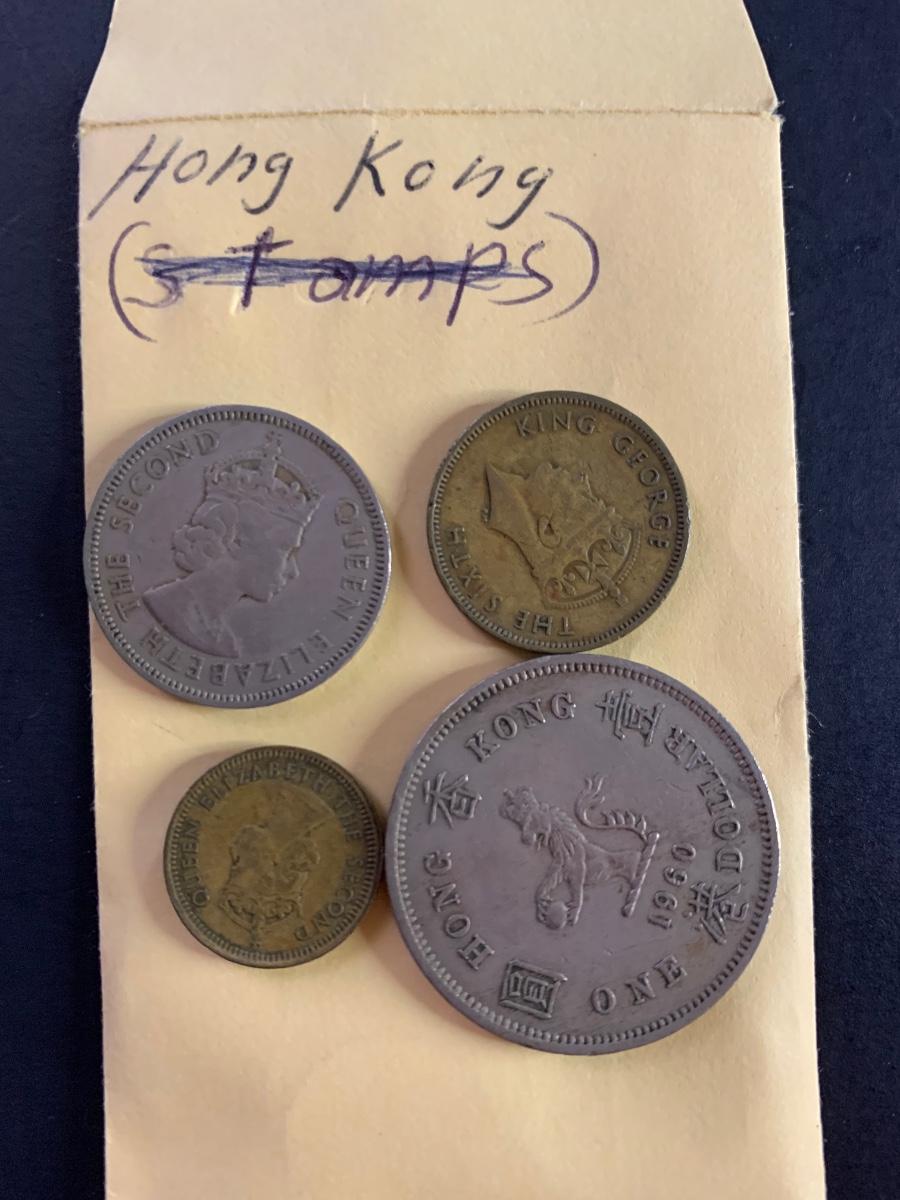 Hong Kong
(stamps)
QUEEN ELIZABETH THE SECOND
KING GEORGE THE SIXTH
QUEEN ELIZABETH THE SECOND
HONG KONG
ONE DOLLAR
香港
壹圓
1960